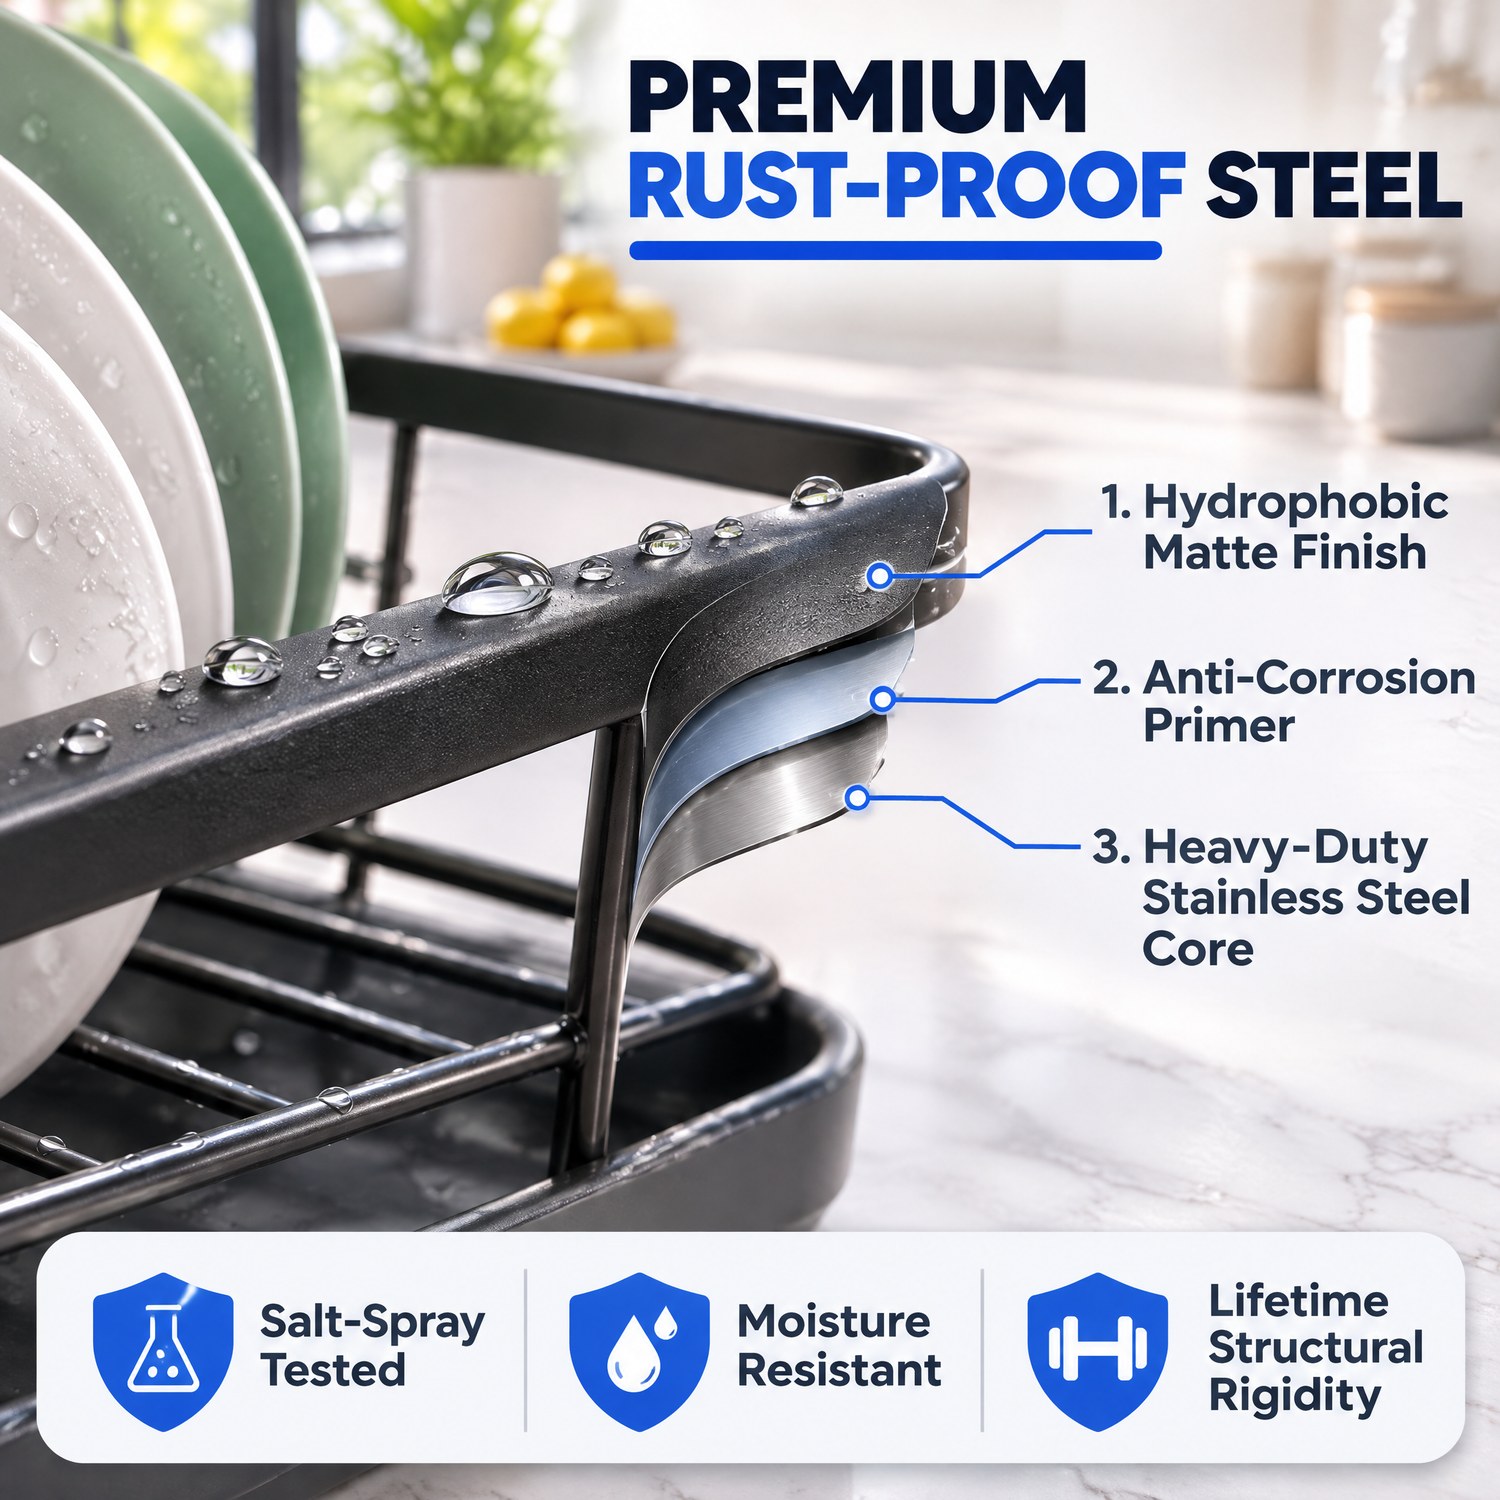 PREMIUM
RUST-PROOF STEEL
1. Hydrophobic
Matte Finish
2. Anti-Corrosion
Primer
3. Heavy-Duty
Stainless Steel
Core
Salt-Spray
Tested
Moisture
Resistant
Lifetime
Structural
Rigidity